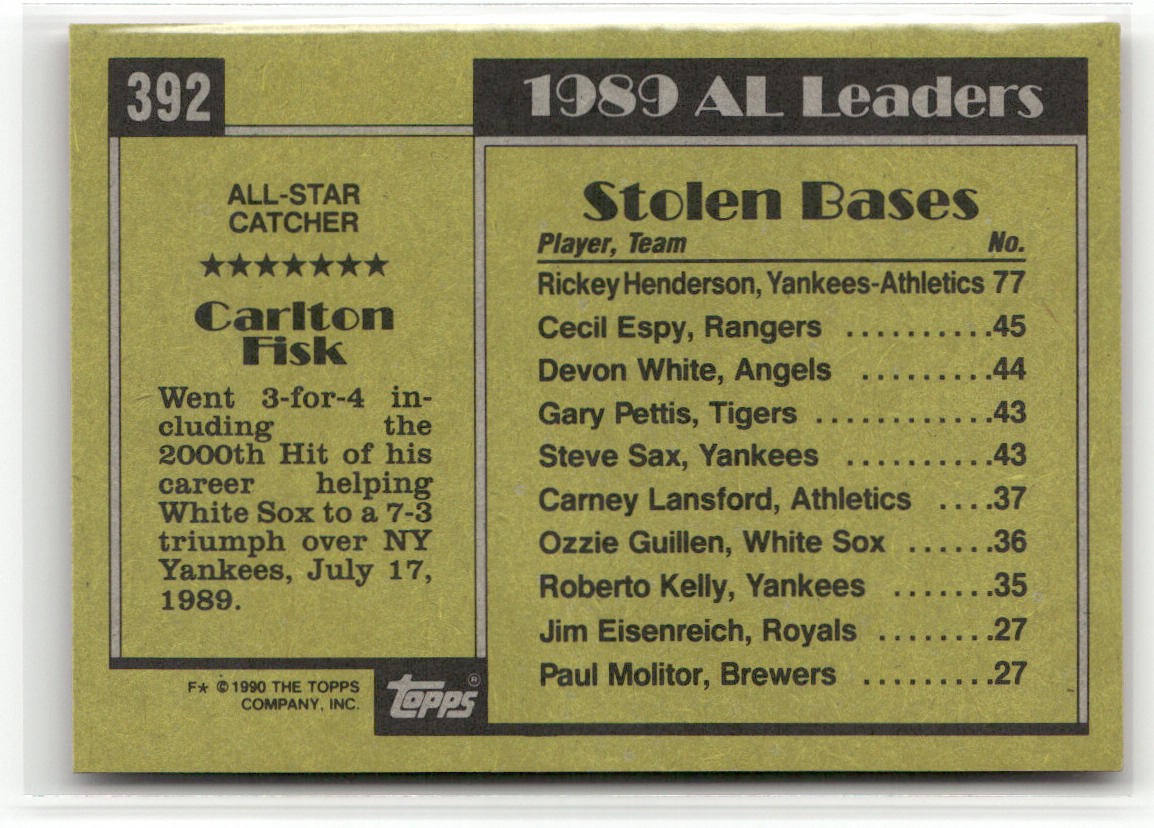 392
ALL-STAR
CATCHER
★★★★★★★
Carlton
Fisk
Went 3-for-4 in-
cluding the
2000th Hit of his
career helping
White Sox to a 7-3
triumph over NY
Yankees, July 17,
1989.
F★ © 1990 THE TOPPS
COMPANY, INC.
topps ®
1989 AL Leaders
Stolen Bases
Player, Team No.
Rickey Henderson, Yankees-Athletics 77
Cecil Espy, Rangers ..........45
Devon White, Angels .........44
Gary Pettis, Tigers ............43
Steve Sax, Yankees ..........43
Carney Lansford, Athletics ....37
Ozzie Guillen, White Sox ......36
Roberto Kelly, Yankees .......35
Jim Eisenreich, Royals ........27
Paul Molitor, Brewers .........27